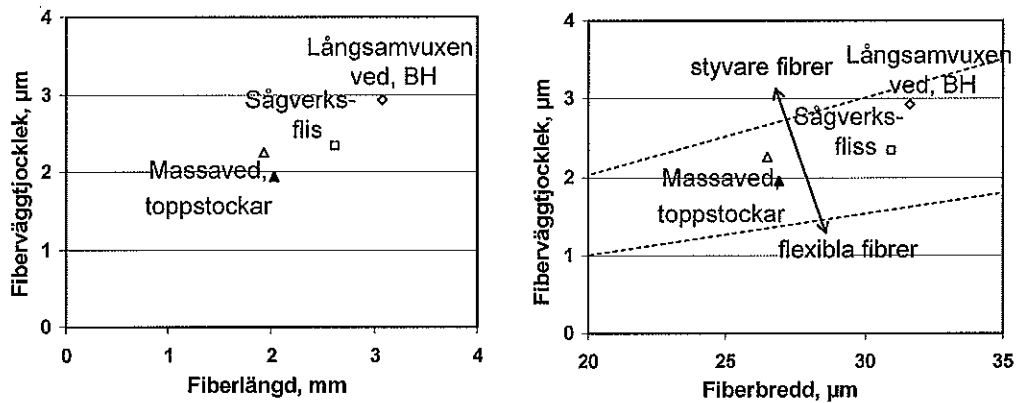 4
3
2
1
0
Fiberväggtjocklek, µm
Långsamvuxen
ved, BH
Sågverks-
flis
Massaved,
toppstockar
0 1 2 3 4
Fiberlängd, mm
4
3
2
1
0
Fiberväggtjocklek, µm
styvare fibrer
Långsamvuxen
ved, BH
Sågverks-
fliss
Massaved,
toppstockar
flexibla fibrer
20 25 30 35
Fiberbredd, µm